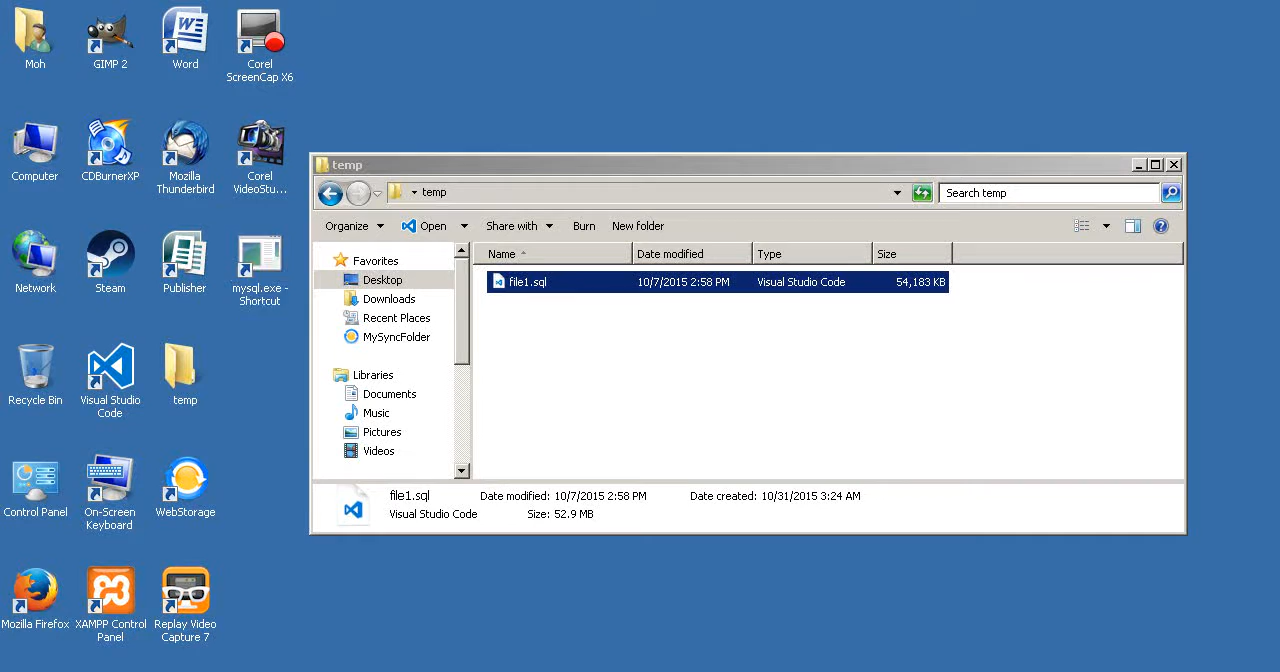 Moh
GIMP 2
Word
Corel
ScreenCap X6
Computer
CDBurnerXP
Mozilla
Thunderbird
Corel
VideoStu...
Network
Steam
Publisher
mysql.exe -
Shortcut
Recycle Bin
Visual Studio
Code
temp
Control Panel
On-Screen
Keyboard
WebStorage
Mozilla Firefox
XAMPP Control
Panel
Replay Video
Capture 7
temp
temp
Search temp
Organize Open Share with Burn New folder
Favorites
Desktop
Downloads
Recent Places
MySyncFolder
Libraries
Documents
Music
Pictures
Videos
Name Date modified Type Size
file1.sql 10/7/2015 2:58 PM Visual Studio Code 54,183 KB
file1.sql Date modified: 10/7/2015 2:58 PM Date created: 10/31/2015 3:24 AM
Visual Studio Code Size: 52.9 MB